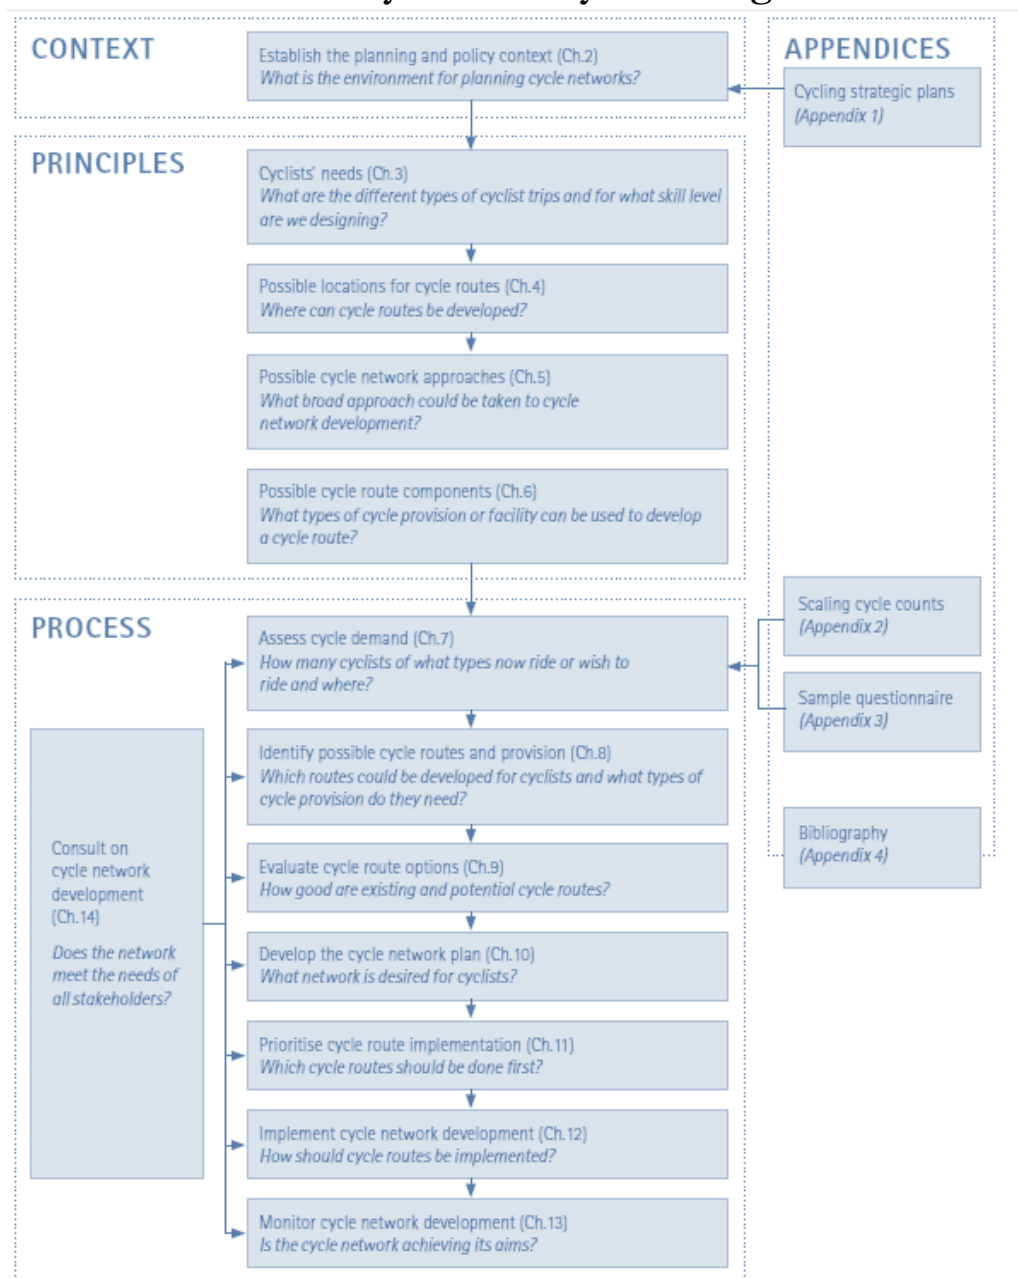 CONTEXT
Establish the planning and policy context (Ch.2)
What is the environment for planning cycle networks?
PRINCIPLES
Cyclists' needs (Ch.3)
What are the different types of cyclist trips and for what skill level
are we designing?
Possible locations for cycle routes (Ch.4)
Where can cycle routes be developed?
Possible cycle network approaches (Ch.5)
What broad approach could be taken to cycle
network development?
Possible cycle route components (Ch.6)
What types of cycle provision or facility can be used to develop
a cycle route?
PROCESS
Assess cycle demand (Ch.7)
How many cyclists of what types now ride or wish to
ride and where?
Identify possible cycle routes and provision (Ch.8)
Which routes could be developed for cyclists and what types of
cycle provision do they need?
Evaluate cycle route options (Ch.9)
How good are existing and potential cycle routes?
Develop the cycle network plan (Ch.10)
What network is desired for cyclists?
Prioritise cycle route implementation (Ch.11)
Which cycle routes should be done first?
Implement cycle network development (Ch.12)
How should cycle routes be implemented?
Monitor cycle network development (Ch.13)
Is the cycle network achieving its aims?
Consult on
cycle network
development
(Ch.14)
Does the network
meet the needs of
all stakeholders?
APPENDICES
Cycling strategic plans
(Appendix 1)
Scaling cycle counts
(Appendix 2)
Sample questionnaire
(Appendix 3)
Bibliography
(Appendix 4)